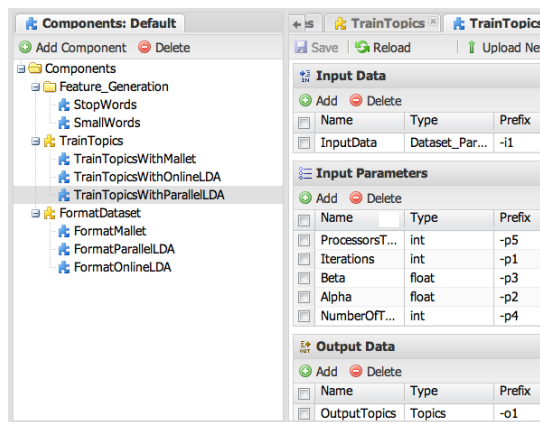 Components: Default
Add Component Delete
Components
Feature_Generation
StopWords
SmallWords
TrainTopics
TrainTopicsWithMallet
TrainTopicsWithOnlineLDA
TrainTopicsWithParallelLDA
FormatDataset
FormatMallet
FormatParallelLDA
FormatOnlineLDA
TrainTopics TrainTopics
Save Reload Upload Ne
Input Data
Add Delete
Name Type Prefix
InputData Dataset_Par... -i1
Input Parameters
Add Delete
Name Type Prefix
ProcessorsT... int -p5
Iterations int -p1
Beta float -p3
Alpha float -p2
NumberOfT... int -p4
Output Data
Add Delete
Name Type Prefix
OutputTopics Topics -o1